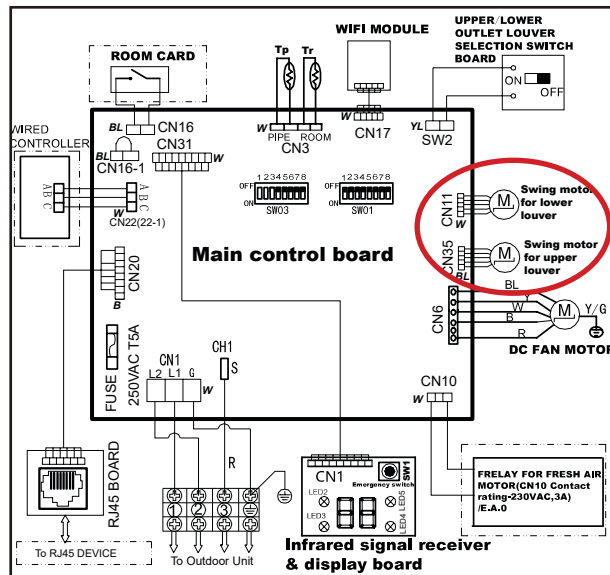 ROOM CARD
WIFI MODULE
UPPER/LOWER
OUTLET LOUVER
SELECTION SWITCH
BOARD
ON
OFF
Tp
Tr
BL
CN16
W
CN17
YL
SW2
WIRED
CONTROLLER
BL
CN16-1
CN31
W
W
PIPE
ROOM
CN3
A
B
C
A
B
C
W
CN22(22-1)
12345678
OFF
ON
SW03
12345678
OFF
ON
SW01
CN11
W
M
Swing motor
for lower
louver
CN35
BL
M
Swing motor
for upper
louver
Main control board
CN20
B
CN6
BL
Y
W
B
R
M
Y/G
DC FAN MOTOR
FUSE
250VAC T5A
CN1
L2
L1
G
W
CH1
S
R
CN10
W
RJ45 BOARD
To RJ45 DEVICE
1
2
3
To Outdoor Unit
CN1
SW1
Emergency switch
LED2
LED3
88
LED5
LED4
Infrared signal receiver
& display board
FRELAY FOR FRESH AIR
MOTOR(CN10 Contact
rating-230VAC,3A)
/E.A.0